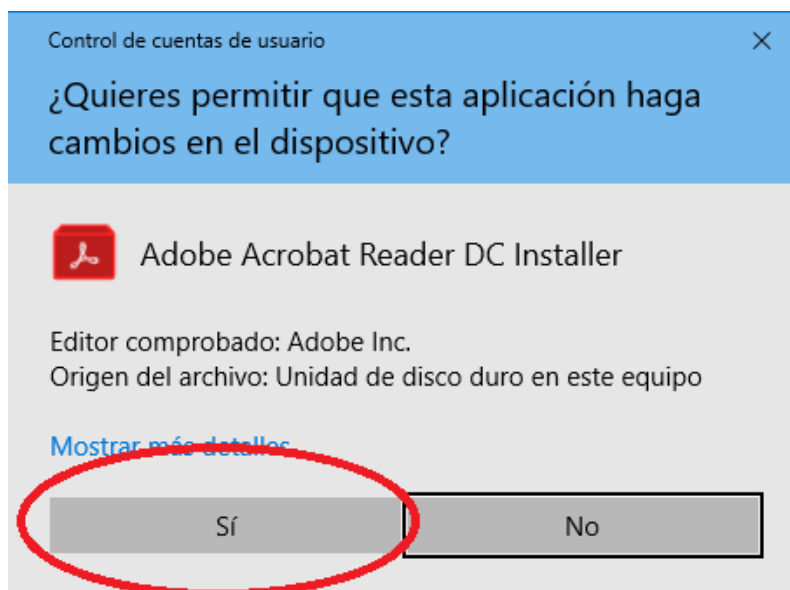 Control de cuentas de usuario
¿Quieres permitir que esta aplicación haga
cambios en el dispositivo?
Adobe Acrobat Reader DC Installer
Editor comprobado: Adobe Inc.
Origen del archivo: Unidad de disco duro en este equipo
Mostrar más detalles
Sí
No